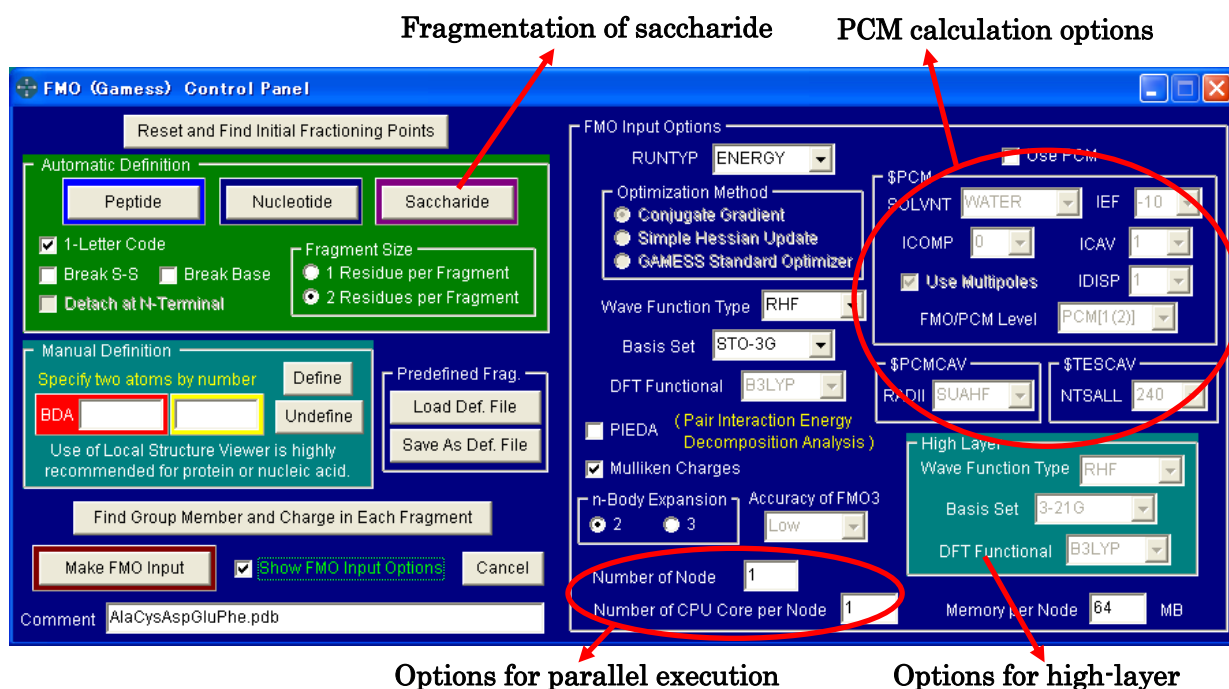 Fragmentation of saccharide
PCM calculation options
FMO (Gamess) Control Panel
Reset and Find Initial Fractioning Points
Automatic Definition
Peptide
Nucleotide
Saccharide
1-Letter Code
Break S-S
Break Base
Detach at N-Terminal
Fragment Size
1 Residue per Fragment
2 Residues per Fragment
Manual Definition
Specify two atoms by number
Define
BDA
Undefine
Use of Local Structure Viewer is highly
recommended for protein or nucleic acid.
Predefined Frag.
Load Def. File
Save As Def. File
Find Group Member and Charge in Each Fragment
Make FMO Input
Show FMO Input Options
Cancel
Comment AlaCysAspGluPhe.pdb
FMO Input Options
RUNTYP ENERGY
Optimization Method
Conjugate Gradient
Simple Hessian Update
GAMESS Standard Optimizer
Wave Function Type RHF
Basis Set STO-3G
DFT Functional B3LYP
PIEDA ( Pair Interaction Energy
Decomposition Analysis )
Mulliken Charges
n-Body Expansion
2 3
Accuracy of FMO3
Low
Number of Node 1
Number of CPU Core per Node 1
Use PCM
$PCM
SOLVNT WATER IEF -10
ICOMP 0 ICAV 1
Use Multipoles IDISP 1
FMO/PCM Level PCM[1(2)]
$PCMCAV
RADII SUAHF
$TESCAV
NTSALL 240
High Layer
Wave Function Type RHF
Basis Set 3-21G
DFT Functional B3LYP
Memory per Node 64 MB
Options for parallel execution
Options for high-layer